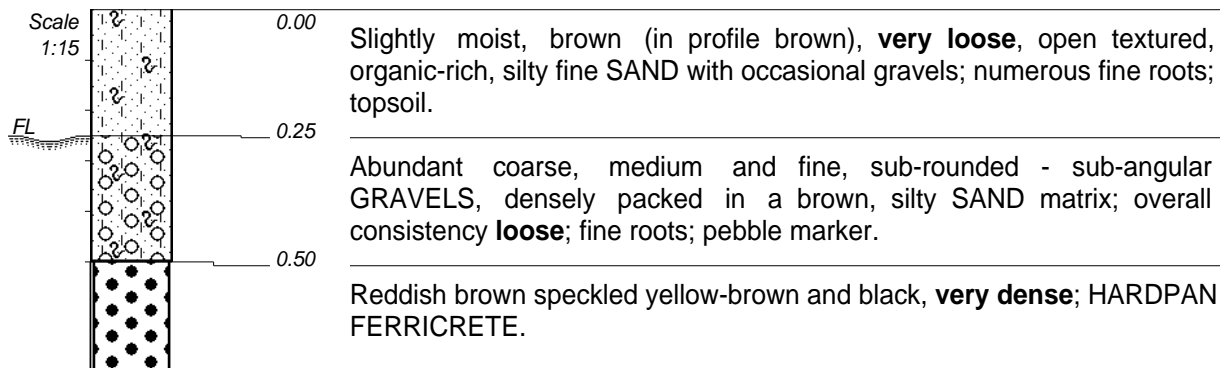 Scale
1:15
0.00
Slightly moist, brown (in profile brown), very loose, open textured,
organic-rich, silty fine SAND with occasional gravels; numerous fine roots;
topsoil.
FL
0.25
Abundant coarse, medium and fine, sub-rounded - sub-angular
GRAVELS, densely packed in a brown, silty SAND matrix; overall
consistency loose; fine roots; pebble marker.
0.50
Reddish brown speckled yellow-brown and black, very dense; HARDPAN
FERRICRETE.